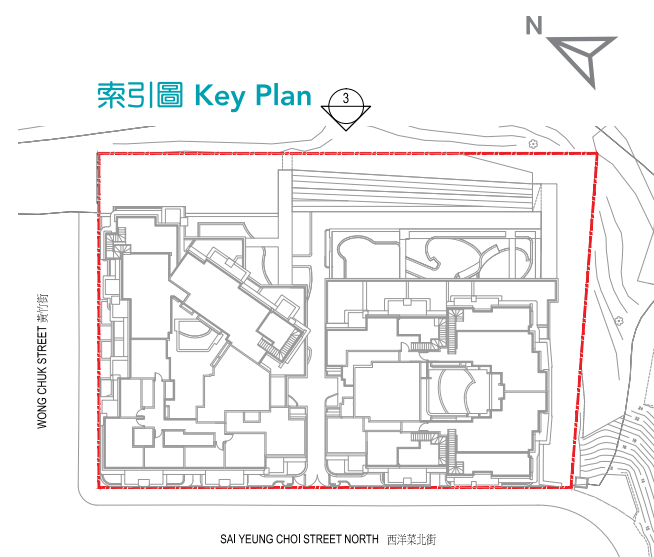 N
索引圖 Key Plan
3
WONG CHUK STREET 黃竹街
SAI YEUNG CHOI STREET NORTH 西洋菜北街